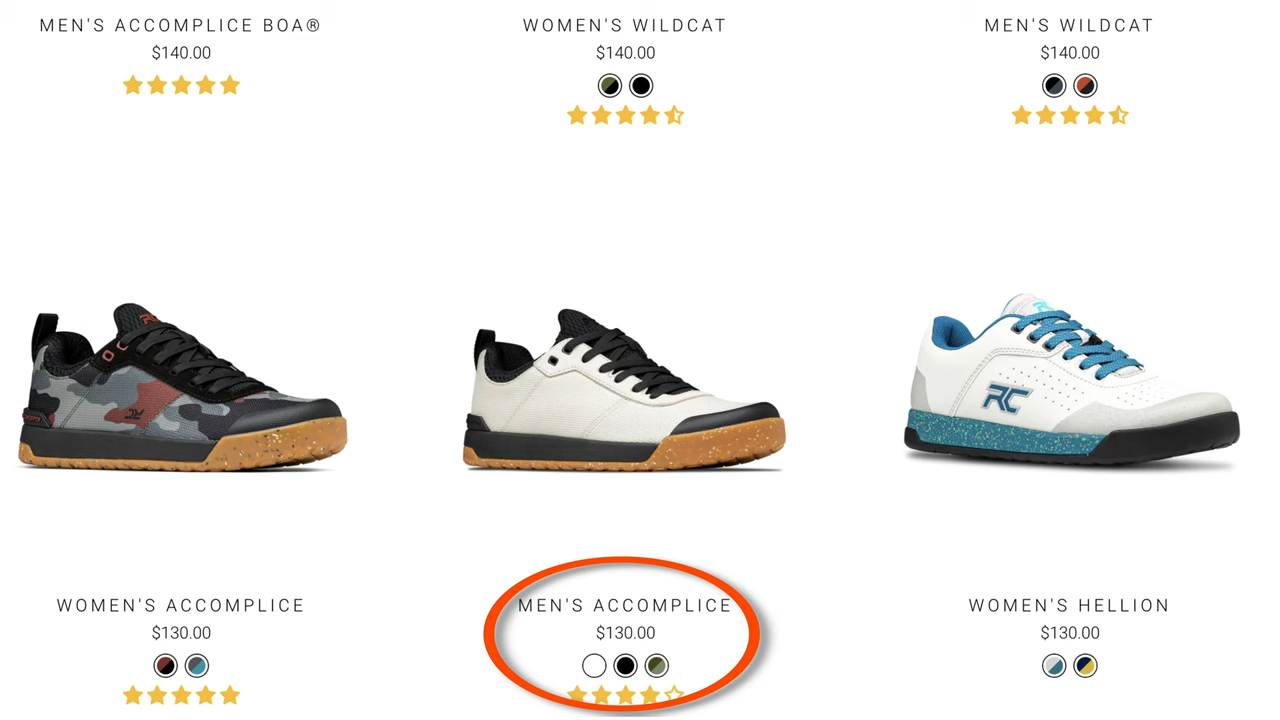 MEN'S ACCOMPLICE BOA®
$140.00
WOMEN'S WILDCAT
$140.00
MEN'S WILDCAT
$140.00
RC
WOMEN'S ACCOMPLICE
$130.00
MEN'S ACCOMPLICE
$130.00
WOMEN'S HELLION
$130.00